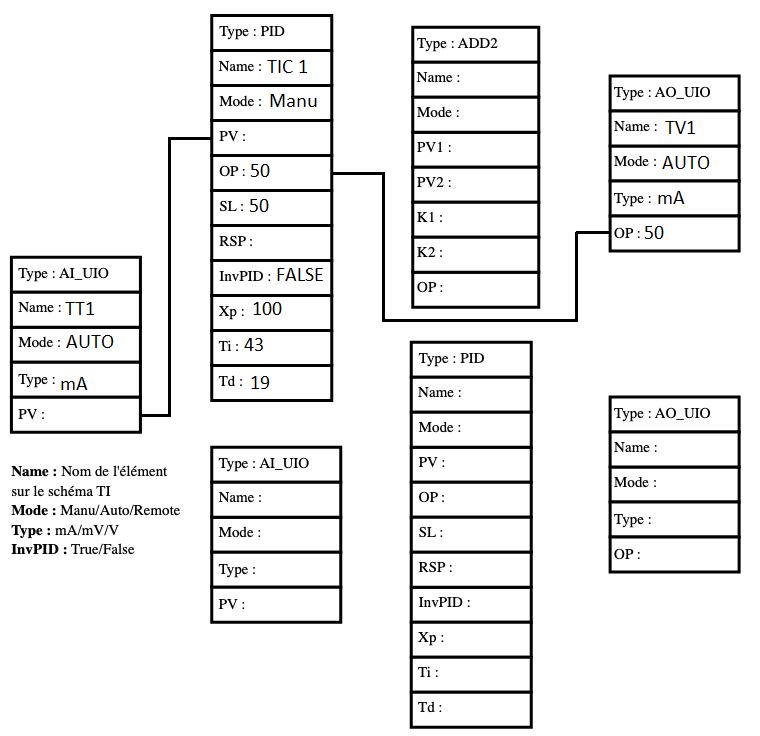 Type : PID
Name : TIC 1
Mode : Manu
PV :
OP : 50
SL : 50
RSP :
InvPID : FALSE
Xp : 100
Ti : 43
Td : 19
Type : ADD2
Name :
Mode :
PV1 :
PV2 :
K1 :
K2 :
OP :
Type : AO_UIO
Name : TV1
Mode : AUTO
Type : mA
OP : 50
Type : AI_UIO
Name : TT1
Mode : AUTO
Type : mA
PV :
Name : Nom de l'élément
sur le schéma TI
Mode : Manu/Auto/Remote
Type : mA/mV/V
InvPID : True/False
Type : AI_UIO
Name :
Mode :
Type :
PV :
Type : PID
Name :
Mode :
PV :
OP :
SL :
RSP :
InvPID :
Xp :
Ti :
Td :
Type : AO_UIO
Name :
Mode :
Type :
OP :